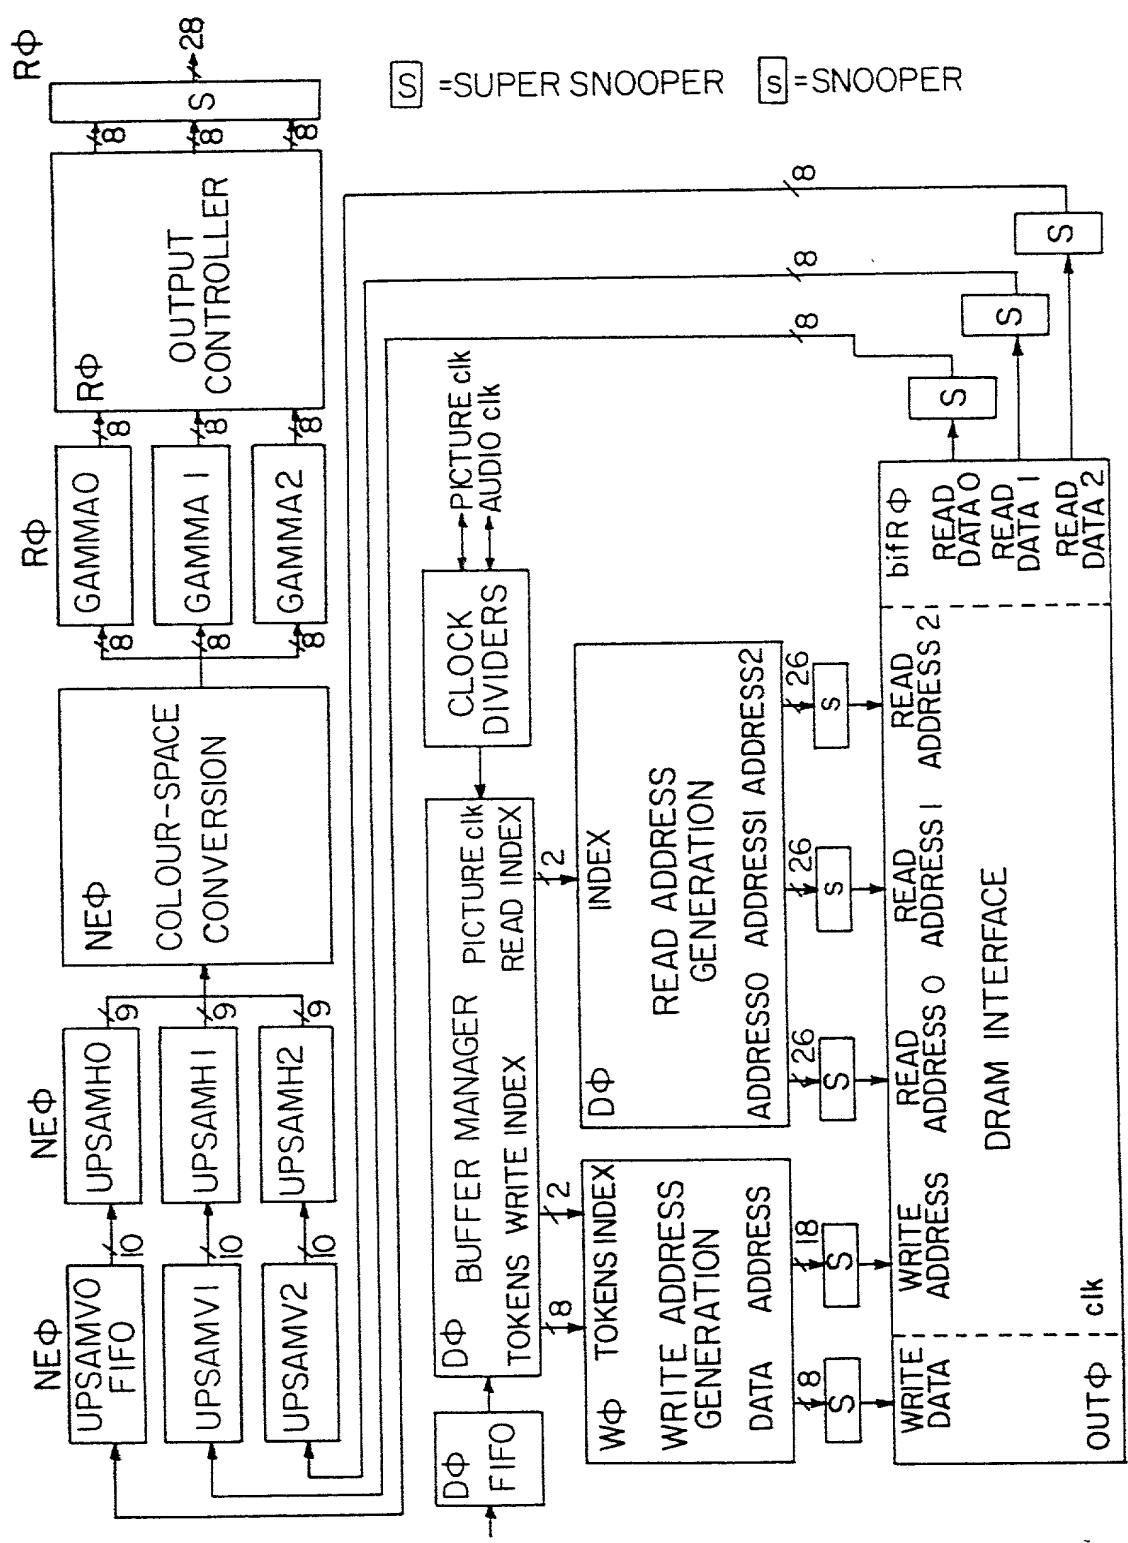 S =SUPER SNOOPER
s =SNOOPER
NEΦ
NEΦ
RΦ
RΦ
UPSAMV0
FIFO
10
UPSAMH0
9
UPSAMV1
10
UPSAMH1
9
UPSAMV2
10
UPSAMH2
9
NEΦ
COLOUR-SPACE
CONVERSION
8
8
8
GAMMA0
GAMMA 1
GAMMA2
8
8
8
RΦ
OUTPUT
CONTROLLER
8
8
8
S
28
DΦ
FIFO
DΦ
BUFFER MANAGER
PICTURE clk
TOKENS WRITE INDEX
READ INDEX
CLOCK
DIVIDERS
PICTURE clk
AUDIO clk
8
2
2
WΦ
TOKENS INDEX
WRITE ADDRESS
GENERATION
DATA
ADDRESS
DΦ
INDEX
READ ADDRESS
GENERATION
ADDRESS0
ADDRESS1
ADDRESS2
8
18
26
26
26
8
8
8
S
S
S
s
s
S
S
S
WRITE
DATA
WRITE
ADDRESS
READ
ADDRESS 0
READ
ADDRESS 1
READ
ADDRESS 2
bifRΦ
READ
DATA 0
READ
DATA 1
READ
DATA 2
DRAM INTERFACE
OUTΦ
clk